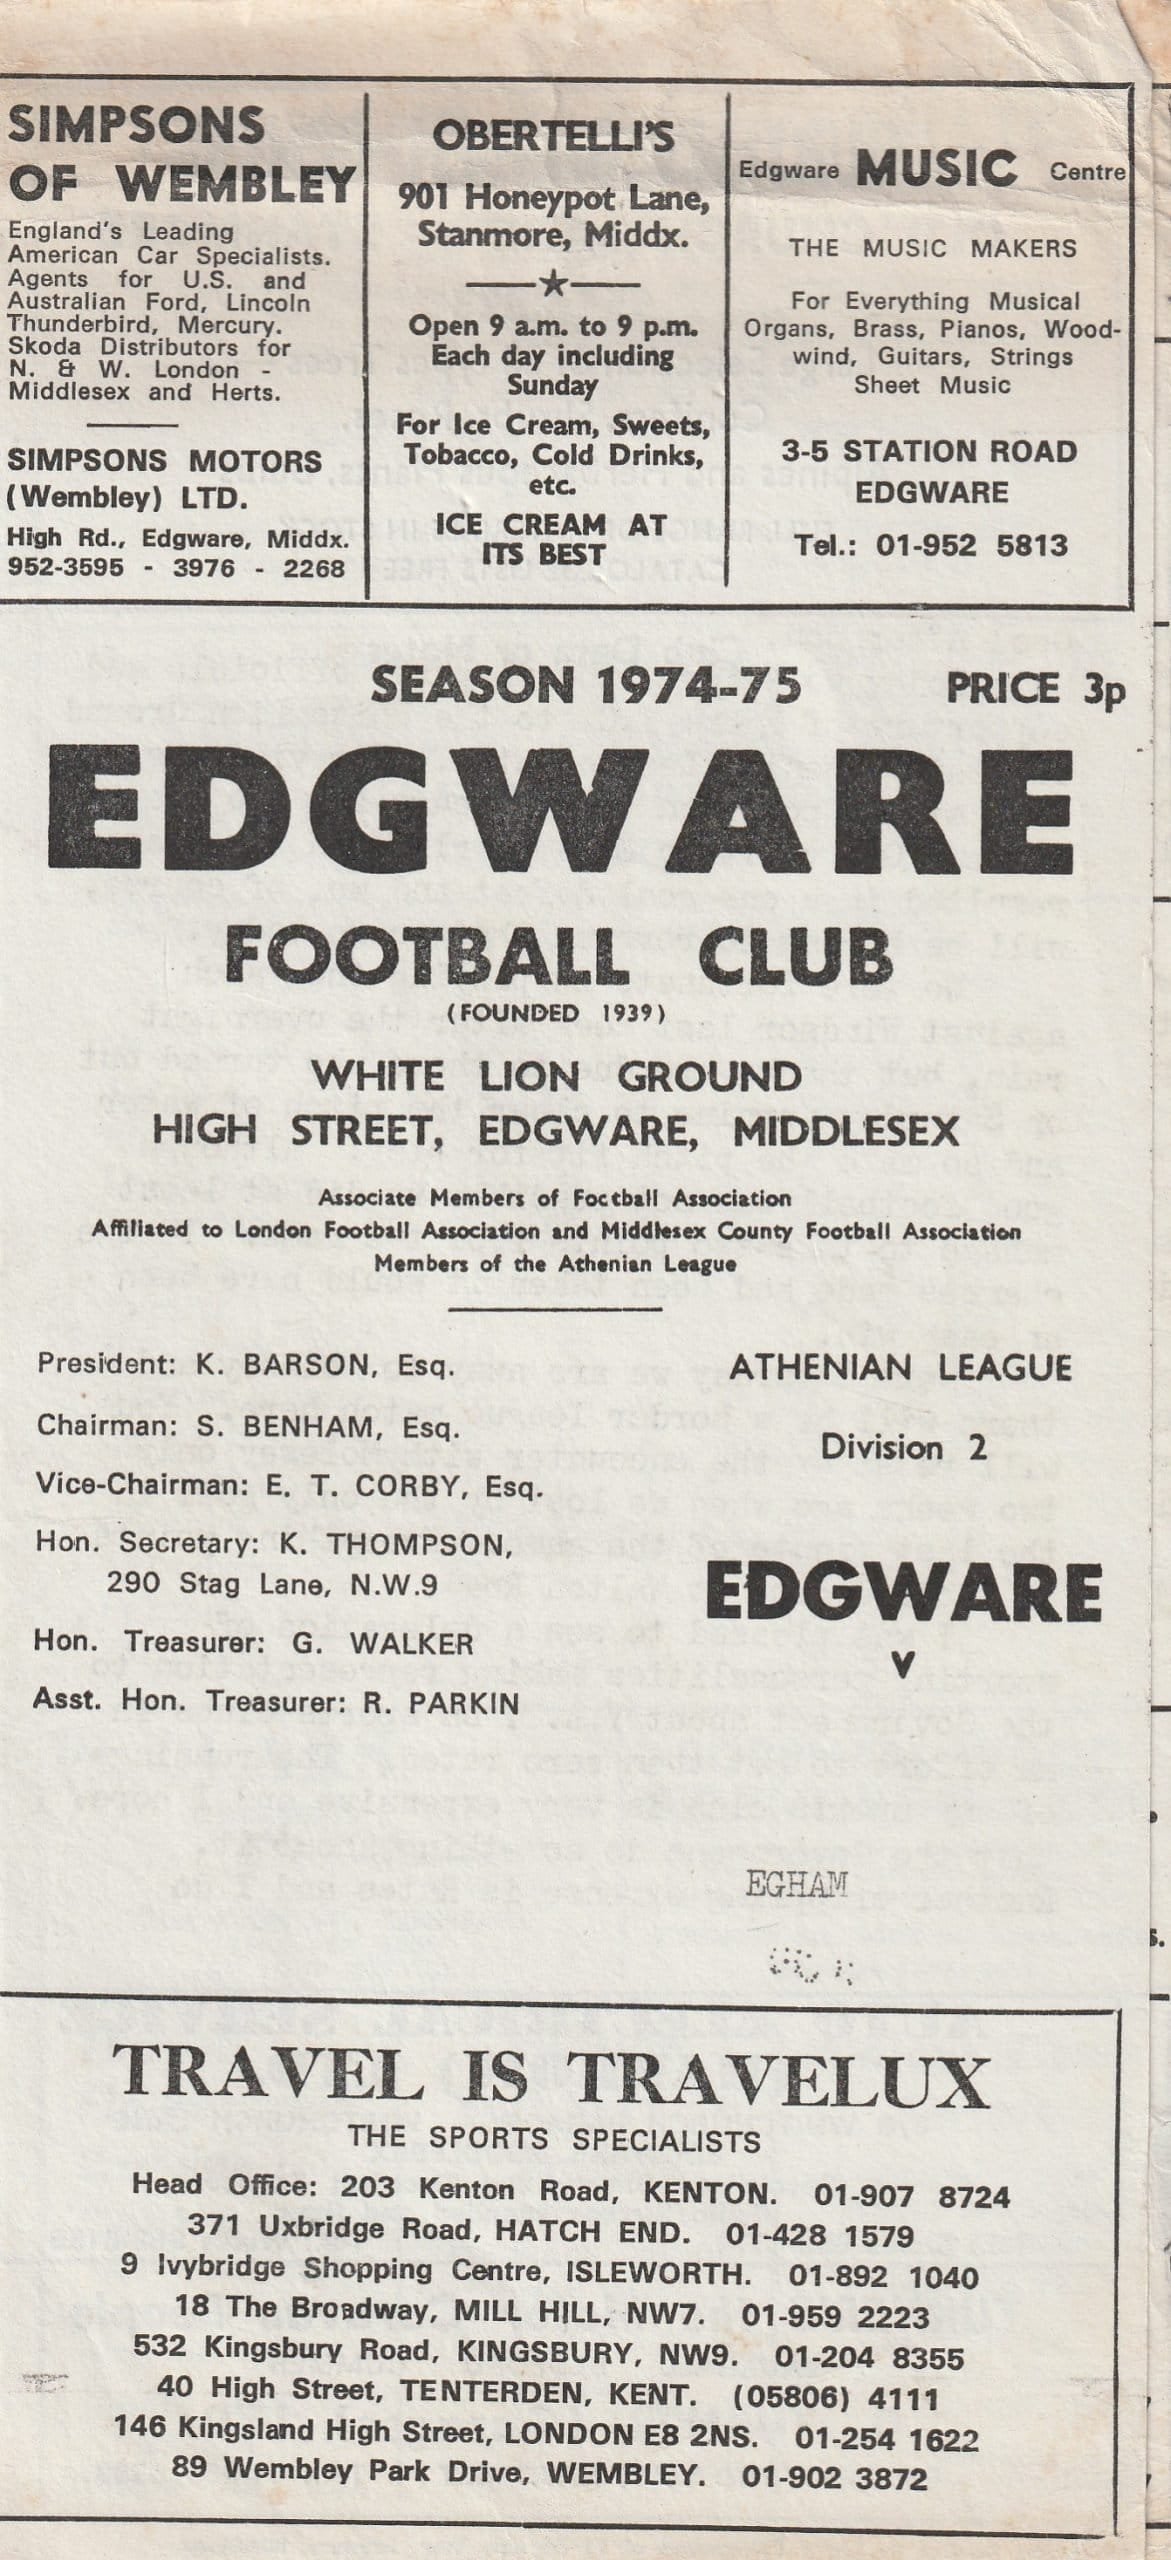 SIMPSONS
OF WEMBLEY
England's Leading
American Car Specialists.
Agents for U.S. and
Australian Ford, Lincoln
Thunderbird, Mercury.
Skoda Distributors for
N. & W. London -
Middlesex and Herts.
SIMPSONS MOTORS
(Wembley) LTD.
High Rd., Edgware, Middx.
952-3595 - 3976 - 2268
OBERTELLI'S
901 Honeypot Lane,
Stanmore, Middx.
Open 9 a.m. to 9 p.m.
Each day including
Sunday
For Ice Cream, Sweets,
Tobacco, Cold Drinks,
etc.
ICE CREAM AT
ITS BEST
Edgware MUSIC Centre
THE MUSIC MAKERS
For Everything Musical
Organs, Brass, Pianos, Wood-
wind, Guitars, Strings
Sheet Music
3-5 STATION ROAD
EDGWARE
Tel.: 01-952 5813
SEASON 1974-75 PRICE 3p
EDGWARE
FOOTBALL CLUB
(FOUNDED 1939)
WHITE LION GROUND
HIGH STREET, EDGWARE, MIDDLESEX
Associate Members of Football Association
Affiliated to London Football Association and Middlesex County Football Association
Members of the Athenian League
President: K. BARSON, Esq.
Chairman: S. BENHAM, Esq.
Vice-Chairman: E. T. CORBY, Esq.
Hon. Secretary: K. THOMPSON,
290 Stag Lane, N.W.9
Hon. Treasurer: G. WALKER
Asst. Hon. Treasurer: R. PARKIN
ATHENIAN LEAGUE
Division 2
EDGWARE
v
EGHAM
TRAVEL IS TRAVELUX
THE SPORTS SPECIALISTS
Head Office: 203 Kenton Road, KENTON. 01-907 8724
371 Uxbridge Road, HATCH END. 01-428 1579
9 Ivybridge Shopping Centre, ISLEWORTH. 01-892 1040
18 The Broadway, MILL HILL, NW7. 01-959 2223
532 Kingsbury Road, KINGSBURY, NW9. 01-204 8355
40 High Street, TENTERDEN, KENT. (05806) 4111
146 Kingsland High Street, LONDON E8 2NS. 01-254 1622
89 Wembley Park Drive, WEMBLEY. 01-902 3872